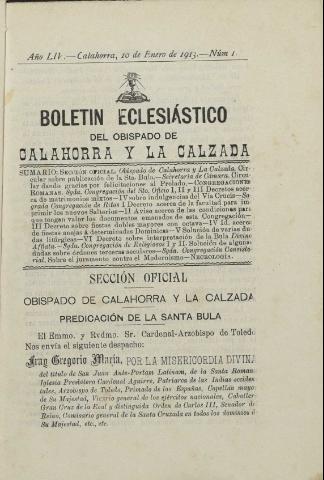 Año LIV.—Calahorra, 10 de Enero de 1913.—Núm 1.
BOLETIN ECLESIÁSTICO
DEL OBISPADO DE
CALAHORRA Y LA CALZADA
SUMARIO: SECCIÓN OFICIAL. Obispado de Calahorra y La Calzada. Cir-
cular sobre publicación de la Sta. Bula.—Secretaría de Cámara. Circu-
lar dando gracias por felicitaciones al Prelado.—CONGREGACIONES
ROMANAS. Spda. Congregación del Sto. Oficio I, II y III Decretos acer-
ca de matrimonios mixtos—IV sobre indulgencias del Via Crucis—Sa-
grada Congregación de Ritos I Decreto acerca de la facultad para im-
primir los nuevos Salterios—II Aviso acerca de las condiciones para
que tengan valor los documentos emanados de esta Congregación—
III Decreto sobre fiestas dobles mayores con octava—IV Id. acerca
de fiestas anejas á determinadas Dominicas—V Solución de varias du-
das litúrgicas—VI Decreto sobre interpretación de la Bula Divino
Afflatu.—Spda. Congregación de Religiosos I y II. Solución de algunas
dudas sobre órdenes terceras seculares—Spda. Congregación Consisto-
rial. Sobre el juramento contra el Modernismo—NECROLOGÍA.
SECCIÓN OFICIAL
OBISPADO DE CALAHORRA Y LA CALZADA
PREDICACIÓN DE LA SANTA BULA
El Emmo. y Rvdmo. Sr. Cardenal-Arzobispo de Toledo
Nos envía el siguiente despacho:
Fray Gregorio María, POR LA MISERICORDIA DIVINA
del título de San Juan Ante-Portam Latinam, de la Santa Romana
Iglesia Presbítero Cardenal Aguirre, Patriarca de las Indias occiden-
tales, Arzobispo de Toledo, Primado de las Españas, Capellán mayor
de Su Majestad, Vicario general de los ejércitos nacionales, Caballero
Gran Cruz de la Real y distinguida Orden de Carlos III, Senador del
Reino, Comisario general de la Santa Cruzada en todos los dominios de
Su Majestad, etc., etc.